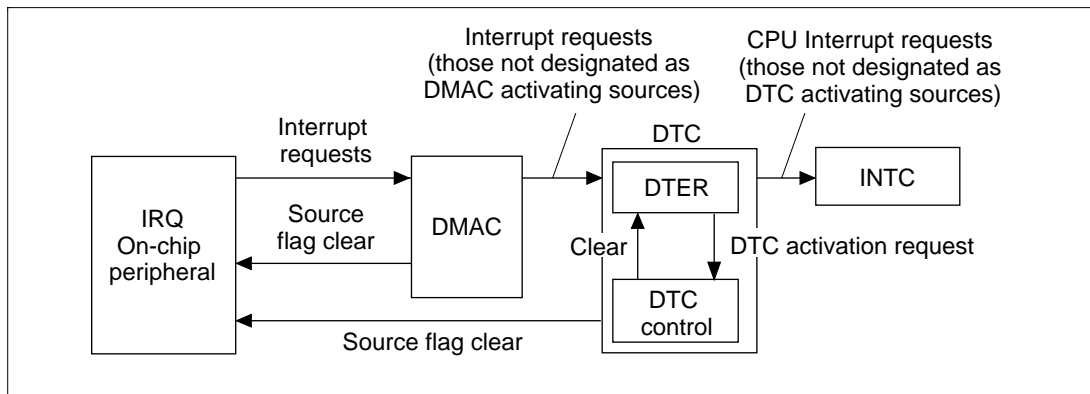 Interrupt requests
(those not designated as
DMAC activating sources)
CPU Interrupt requests
(those not designated as
DTC activating sources)
Interrupt
requests
DTC
IRQ
On-chip
peripheral
Source
flag clear
DMAC
DTER
INTC
Clear
DTC activation request
DTC
control
Source flag clear